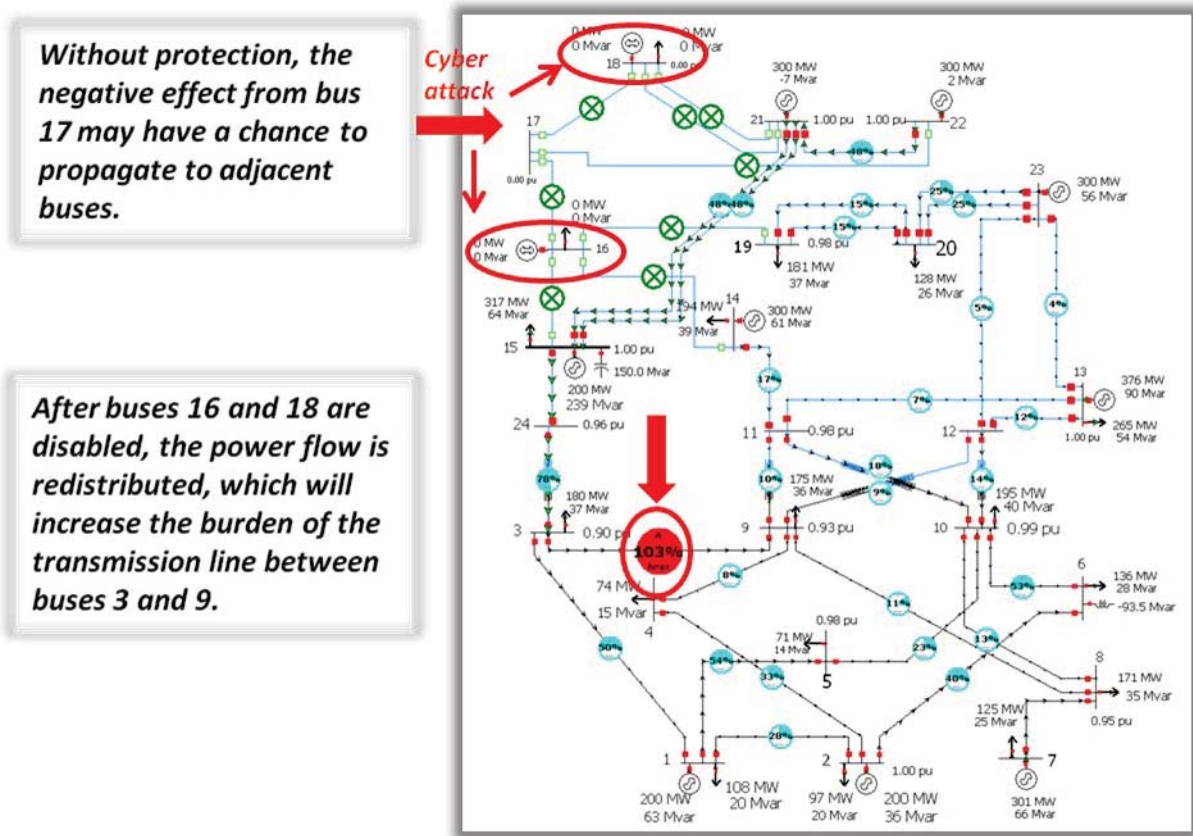 Without protection, the
negative effect from bus
17 may have a chance to
propagate to adjacent
buses.
After buses 16 and 18 are
disabled, the power flow is
redistributed, which will
increase the burden of the
transmission line between
buses 3 and 9.
Cyber
attack
0 MW
0 Mvar
18
0 MW
0 Mvar
0.00 pu
17
0.00 pu
300 MW
-7 Mvar
21
1.00 pu
300 MW
2 Mvar
1.00 pu
22
48%
23
300 MW
56 Mvar
25%
25%
48%
48%
15%
15%
0 MW
0 Mvar
0 MW
0 Mvar
16
19
0.98 pu
20
181 MW
37 Mvar
128 MW
26 Mvar
5%
4%
317 MW
64 Mvar
194 MW
39 Mvar
14
300 MW
61 Mvar
15
1.00 pu
150.0 Mvar
200 MW
239 Mvar
17%
7%
13
376 MW
90 Mvar
265 MW
54 Mvar
1.00 pu
12%
24
0.96 pu
11
0.98 pu
12
78%
180 MW
37 Mvar
10%
175 MW
36 Mvar
18%
9%
14%
195 MW
40 Mvar
3
0.90 pu
A
103%
Amps
9
0.93 pu
10
0.99 pu
8%
74 MW
15 Mvar
4
53%
6
136 MW
28 Mvar
-93.5 Mvar
11%
0.98 pu
71 MW
14 Mvar
5
50%
54%
33%
23%
13%
40%
8
171 MW
35 Mvar
0.95 pu
125 MW
25 Mvar
7
301 MW
66 Mvar
1
28%
2
1.00 pu
200 MW
63 Mvar
108 MW
20 Mvar
97 MW
20 Mvar
200 MW
36 Mvar